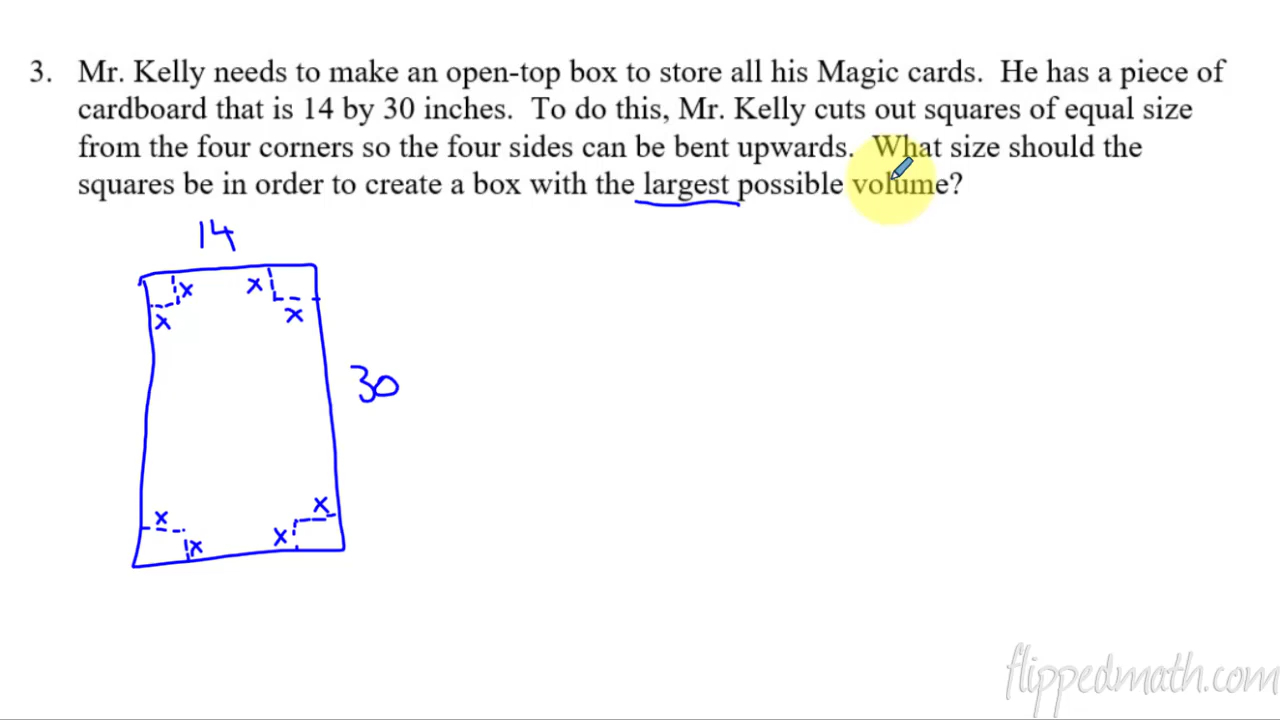 3. Mr. Kelly needs to make an open-top box to store all his Magic cards. He has a piece of
cardboard that is 14 by 30 inches. To do this, Mr. Kelly cuts out squares of equal size
from the four corners so the four sides can be bent upwards. What size should the
squares be in order to create a box with the largest possible volume?
14
x x
x x
30
x x
x x
flippedmath.com